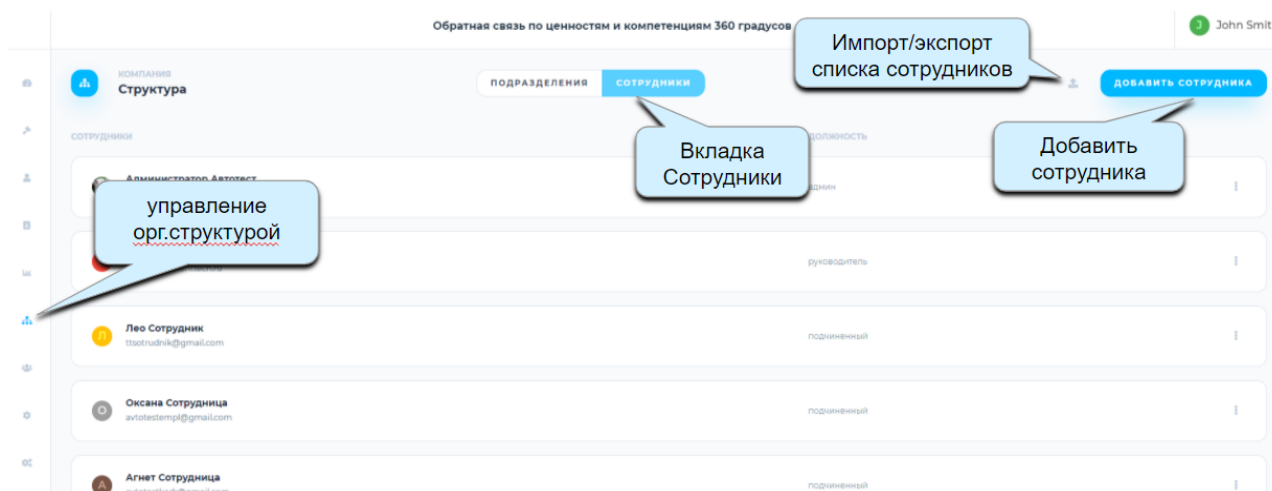 Обратная связь по ценностям и компетенциям 360 градусов
J John Smit
Импорт/экспорт
списка сотрудников
КОМПАНИЯ
Структура
ПОДРАЗДЕЛЕНИЯ СОТРУДНИКИ
ДОБАВИТЬ СОТРУДНИКА
СОТРУДНИКИ
ДОЛЖНОСТЬ
Вкладка
Сотрудники
Добавить
сотрудника
Администратор Автотест
админ
управление
орг.структурой
руководитель
Л Лео Сотрудник
ttsotrudnik@gmail.com
подчиненный
О Оксана Сотрудница
avtotestempl@gmail.com
подчиненный
А Агнет Сотрудница
подчиненный